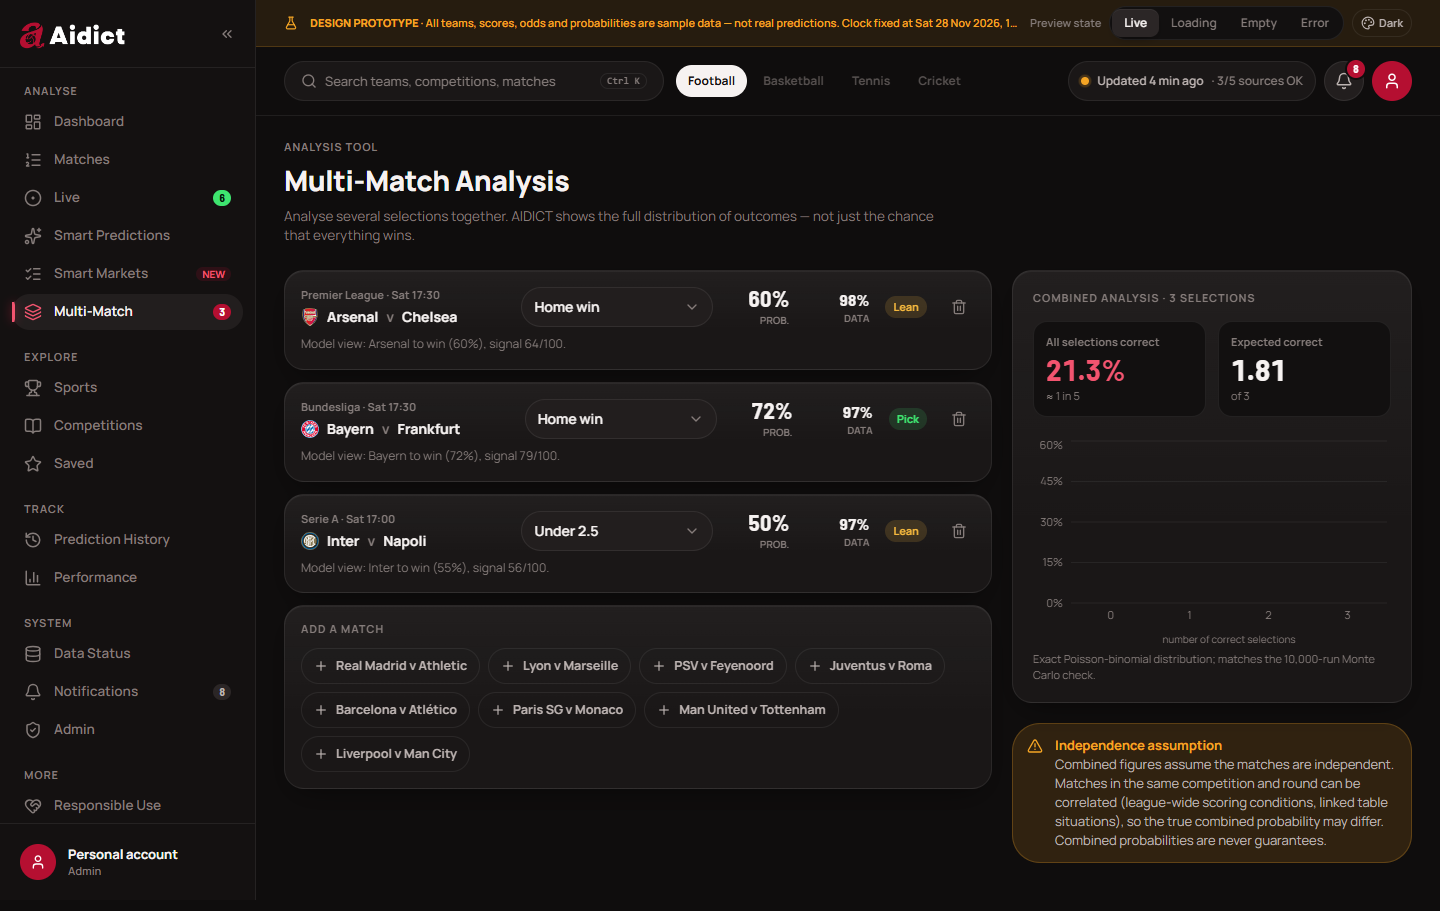 Aidict
ANALYSE
Dashboard
Matches
Live
6
Smart Predictions
Smart Markets
NEW
Multi-Match
3
EXPLORE
Sports
Competitions
Saved
TRACK
Prediction History
Performance
SYSTEM
Data Status
Notifications
8
Admin
MORE
Responsible Use
Personal account
Admin
DESIGN PROTOTYPE · All teams, scores, odds and probabilities are sample data — not real predictions. Clock fixed at Sat 28 Nov 2026, 1...
Preview state
Live
Loading
Empty
Error
Dark
Search teams, competitions, matches
Ctrl K
Football
Basketball
Tennis
Cricket
Updated 4 min ago · 3/5 sources OK
8
ANALYSIS TOOL
Multi-Match Analysis
Analyse several selections together. AIDICT shows the full distribution of outcomes — not just the chance
that everything wins.
Premier League · Sat 17:30
Arsenal v Chelsea
Home win
60%
PROB.
98%
DATA
Lean
Model view: Arsenal to win (60%), signal 64/100.
Bundesliga · Sat 17:30
Bayern v Frankfurt
Home win
72%
PROB.
97%
DATA
Pick
Model view: Bayern to win (72%), signal 79/100.
Serie A · Sat 17:00
Inter v Napoli
Under 2.5
50%
PROB.
97%
DATA
Lean
Model view: Inter to win (55%), signal 56/100.
ADD A MATCH
+ Real Madrid v Athletic
+ Lyon v Marseille
+ PSV v Feyenoord
+ Juventus v Roma
+ Barcelona v Atlético
+ Paris SG v Monaco
+ Man United v Tottenham
+ Liverpool v Man City
COMBINED ANALYSIS · 3 SELECTIONS
All selections correct
21.3%
≈ 1 in 5
Expected correct
1.81
of 3
60%
45%
30%
15%
0%
0 1 2 3
number of correct selections
Exact Poisson-binomial distribution; matches the 10,000-run Monte
Carlo check.
Independence assumption
Combined figures assume the matches are independent.
Matches in the same competition and round can be
correlated (league-wide scoring conditions, linked table
situations), so the true combined probability may differ.
Combined probabilities are never guarantees.